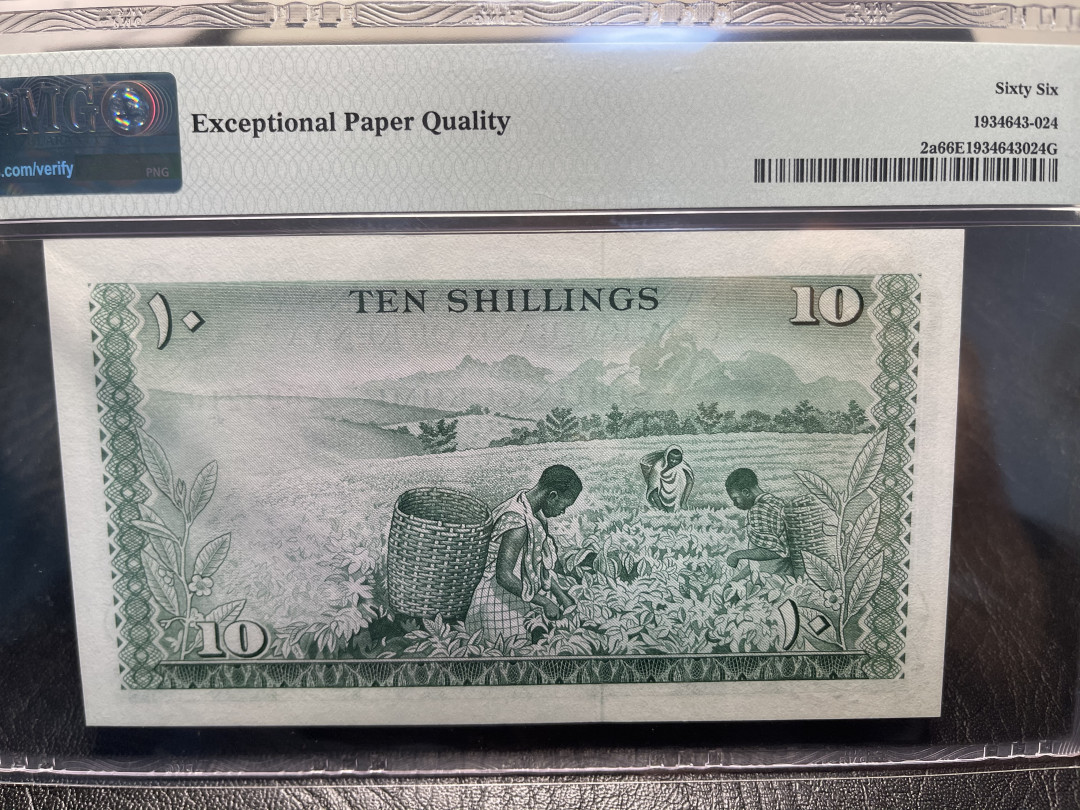 Sixty Six
PMG
Exceptional Paper Quality
1934643-024
2a66E1934643024G
.com/verify
PNG
١٠
TEN SHILLINGS
10
10
١٠